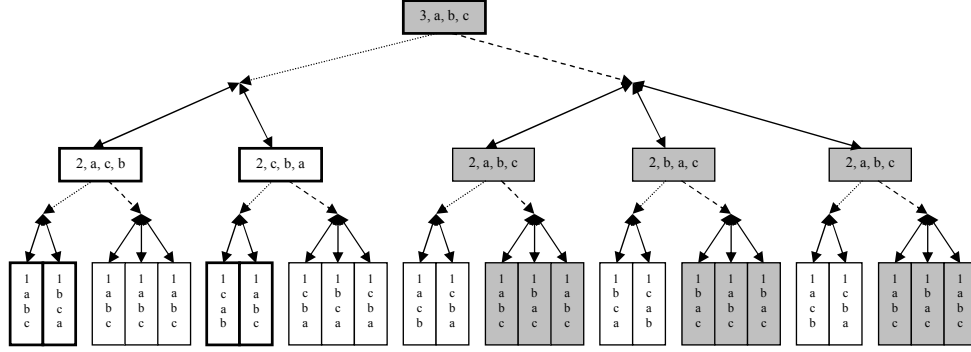 3, a, b, c
2, a, c, b 2, c, b, a 2, a, b, c 2, b, a, c 2, a, b, c
1 1 1 1 1 1 1 1 1 1 1 1 1 1 1 1 1 1 1 1 1 1 1 1 1
a b a a a c a c b c a c a b a b c b a b a c a b a
b c b b b a b b c b c b b a b c a a b a c b b a b
c a c c c b c a a a b a c c c a b c c c b a c c c